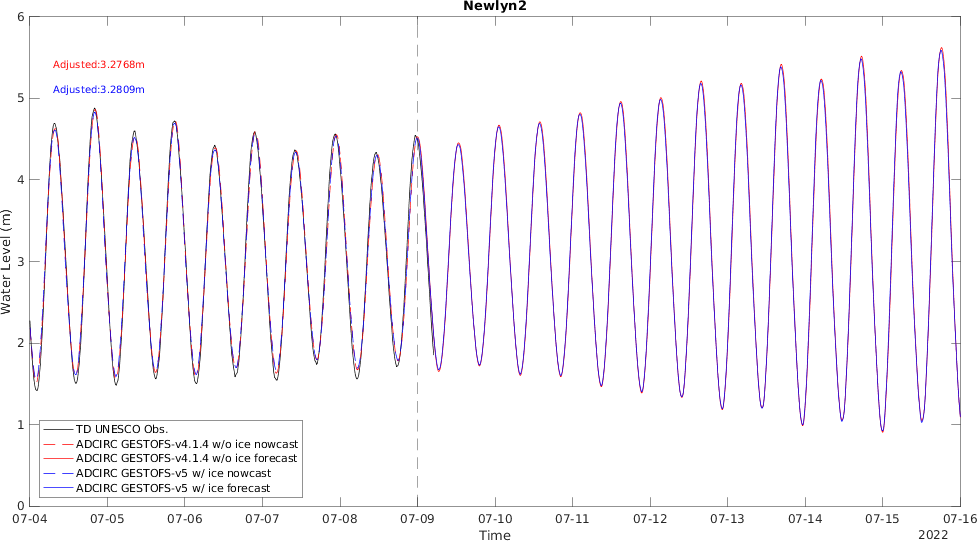 Newlyn2
Adjusted:3.2768m
Adjusted:3.2809m
Water Level (m)
6
5
4
3
2
1
0
TD UNESCO Obs.
ADCIRC GESTOFS-v4.1.4 w/o ice nowcast
ADCIRC GESTOFS-v4.1.4 w/o ice forecast
ADCIRC GESTOFS-v5 w/ ice nowcast
ADCIRC GESTOFS-v5 w/ ice forecast
07-04 07-05 07-06 07-07 07-08 07-09 07-10 07-11 07-12 07-13 07-14 07-15 07-16
Time
2022